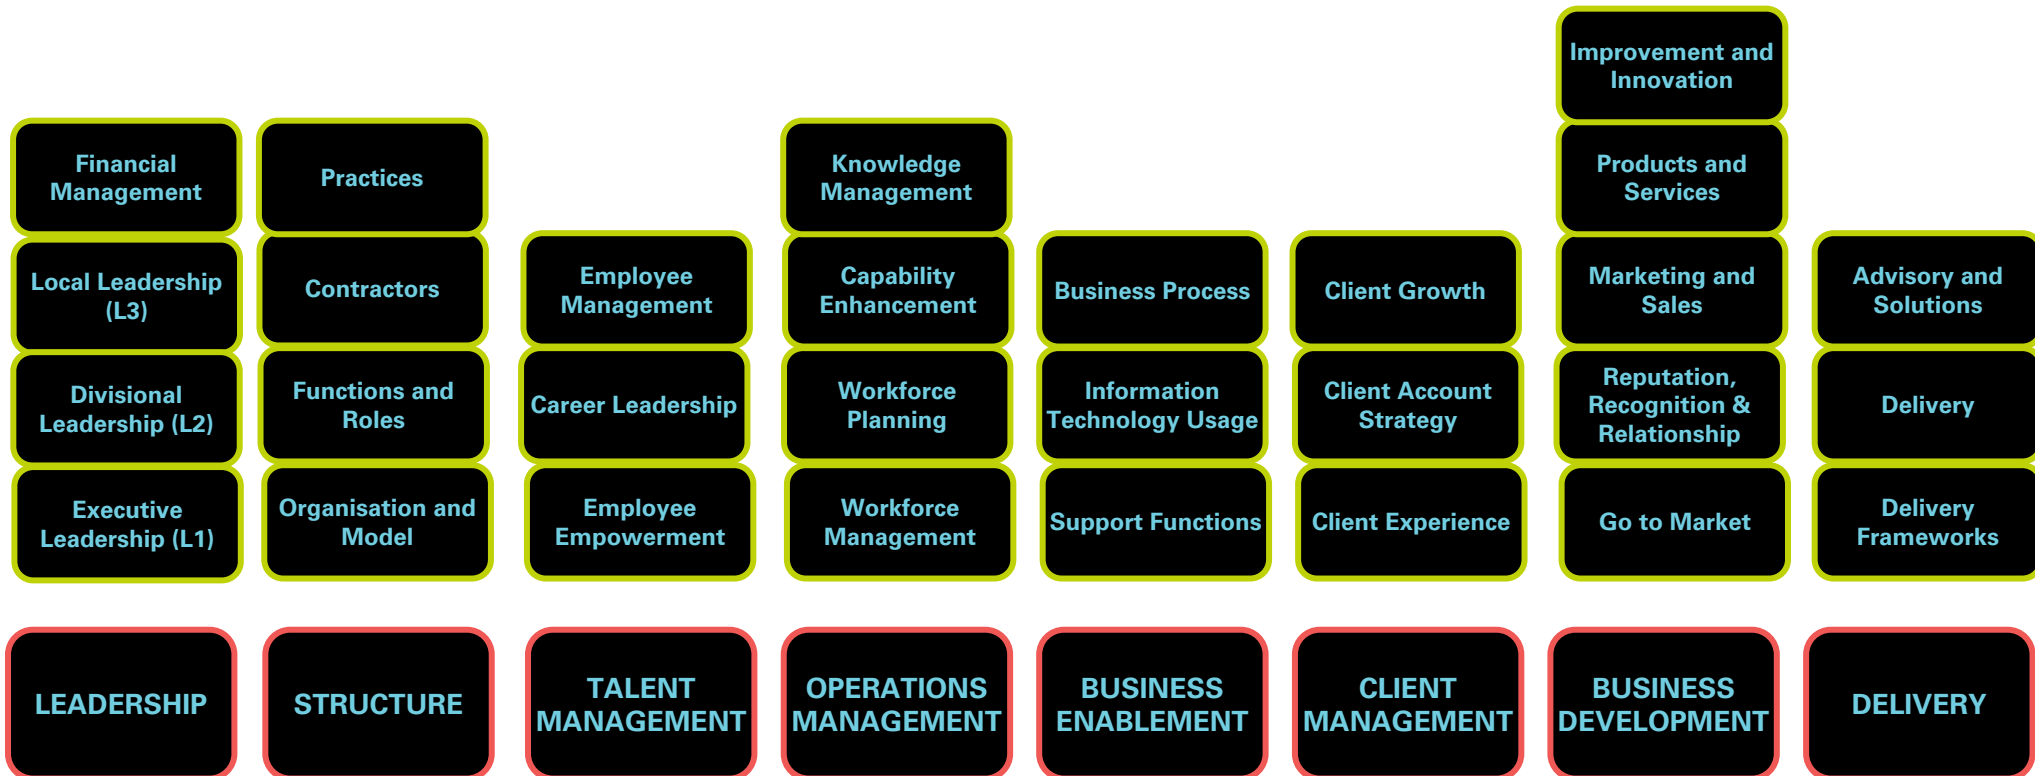 Improvement and
Innovation
Financial
Management
Practices
Knowledge
Management
Products and
Services
Local Leadership
(L3)
Contractors
Employee
Management
Capability
Enhancement
Business Process
Client Growth
Marketing and
Sales
Advisory and
Solutions
Divisional
Leadership (L2)
Functions and
Roles
Career Leadership
Workforce
Planning
Information
Technology Usage
Client Account
Strategy
Reputation,
Recognition &
Relationship
Delivery
Executive
Leadership (L1)
Organisation and
Model
Employee
Empowerment
Workforce
Management
Support Functions
Client Experience
Go to Market
Delivery
Frameworks
LEADERSHIP
STRUCTURE
TALENT
MANAGEMENT
OPERATIONS
MANAGEMENT
BUSINESS
ENABLEMENT
CLIENT
MANAGEMENT
BUSINESS
DEVELOPMENT
DELIVERY